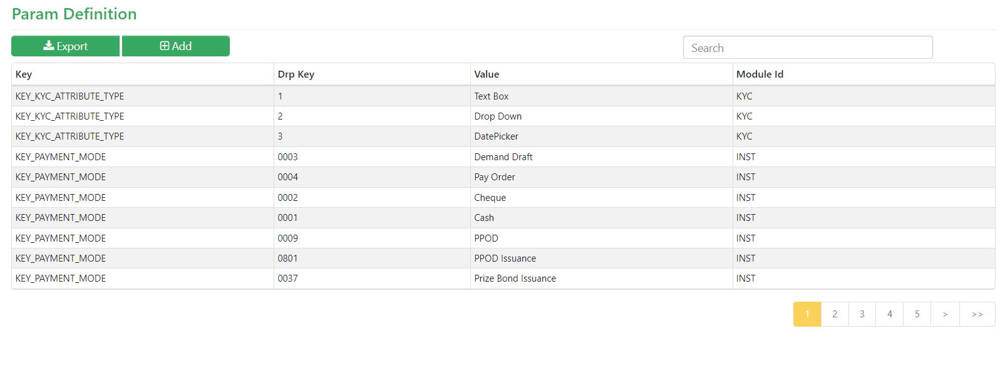 Param Definition
Export Add Search
Key Drp Key Value Module Id
KEY_KYC_ATTRIBUTE_TYPE 1 Text Box KYC
KEY_KYC_ATTRIBUTE_TYPE 2 Drop Down KYC
KEY_KYC_ATTRIBUTE_TYPE 3 DatePicker KYC
KEY_PAYMENT_MODE 0003 Demand Draft INST
KEY_PAYMENT_MODE 0004 Pay Order INST
KEY_PAYMENT_MODE 0002 Cheque INST
KEY_PAYMENT_MODE 0001 Cash INST
KEY_PAYMENT_MODE 0009 PPOD INST
KEY_PAYMENT_MODE 0801 PPOD Issuance INST
KEY_PAYMENT_MODE 0037 Prize Bond Issuance INST
1 2 3 4 5 > >>